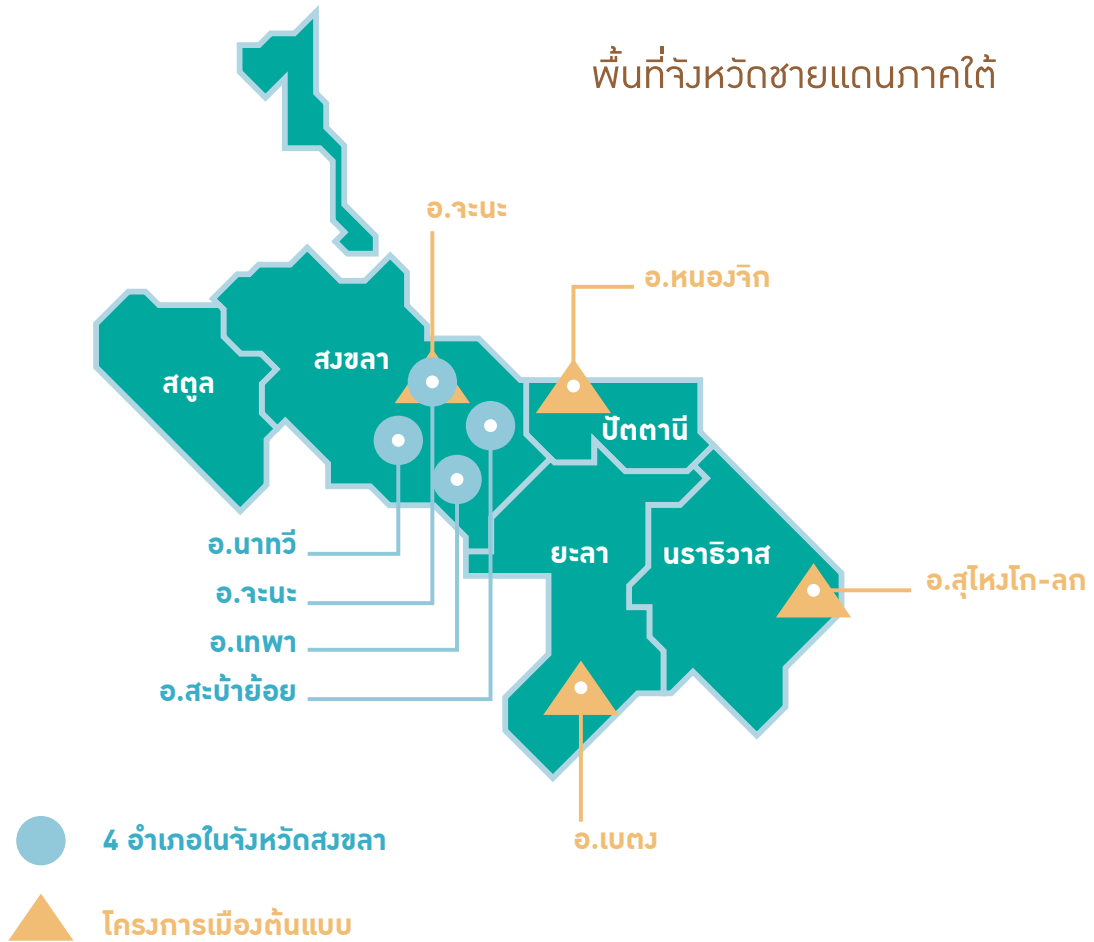 พื้นที่จังหวัดชายแดนภาคใต้
อ.จะนะ
อ.หนองจิก
สงขลา
สตูล
ปัตตานี
อ.นาทวี
ยะลา
นราธิวาส
อ.สุไหงโก-ลก
อ.จะนะ
อ.เทพา
อ.สะบ้าย้อย
อ.เบตง
4 อำเภอในจังหวัดสงขลา
โครงการเมืองต้นแบบ